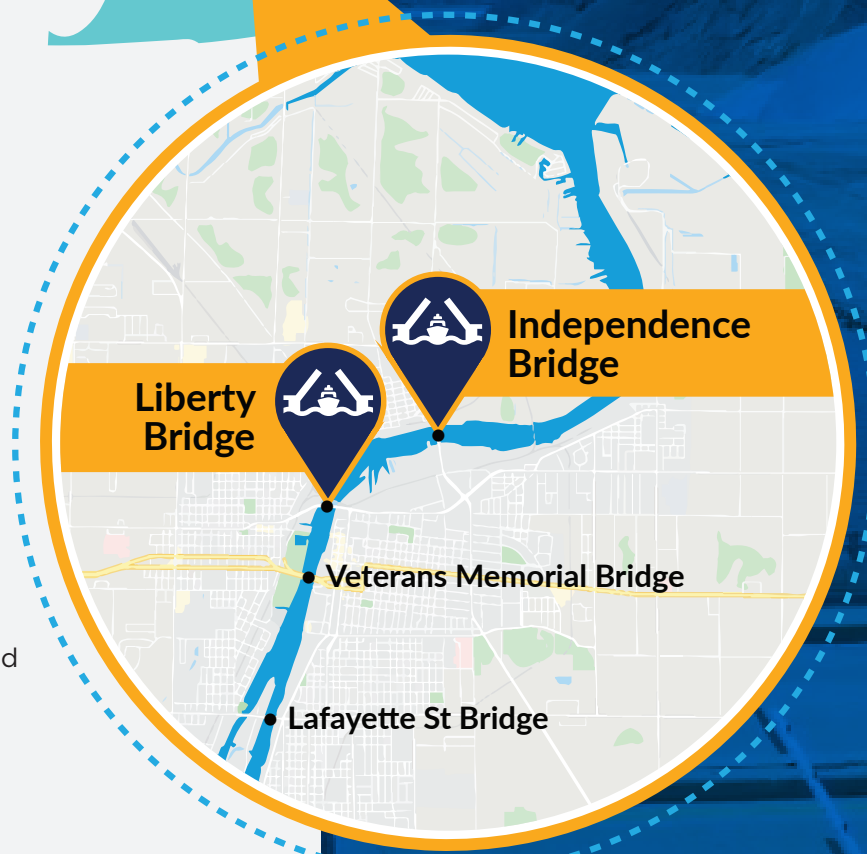 Independence
Bridge
Liberty
Bridge
Veterans Memorial Bridge
d
Lafayette St Bridge